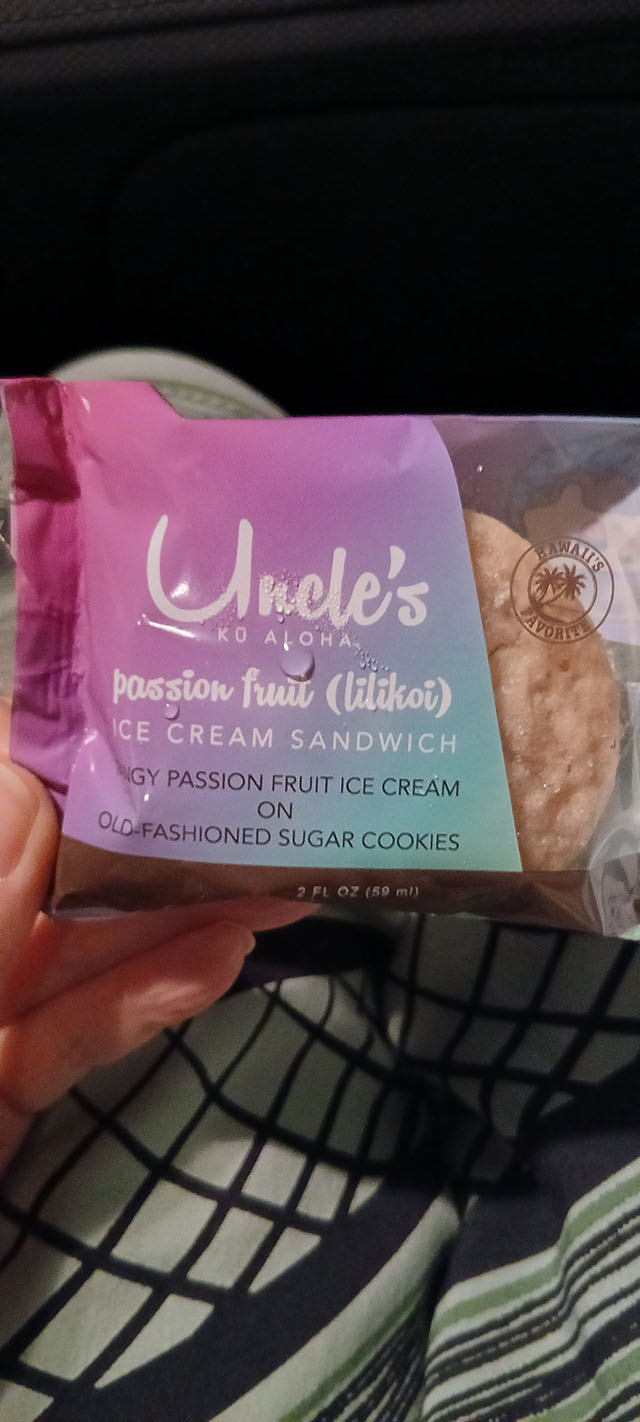 Uncle's
KŪ ALOHA
passion fruit (lilikoi)
ICE CREAM SANDWICH
PASSION FRUIT ICE CREAM
ON
OLD-FASHIONED SUGAR COOKIES
2 FL OZ (59 ml)
HAWAII'S
FAVORITE